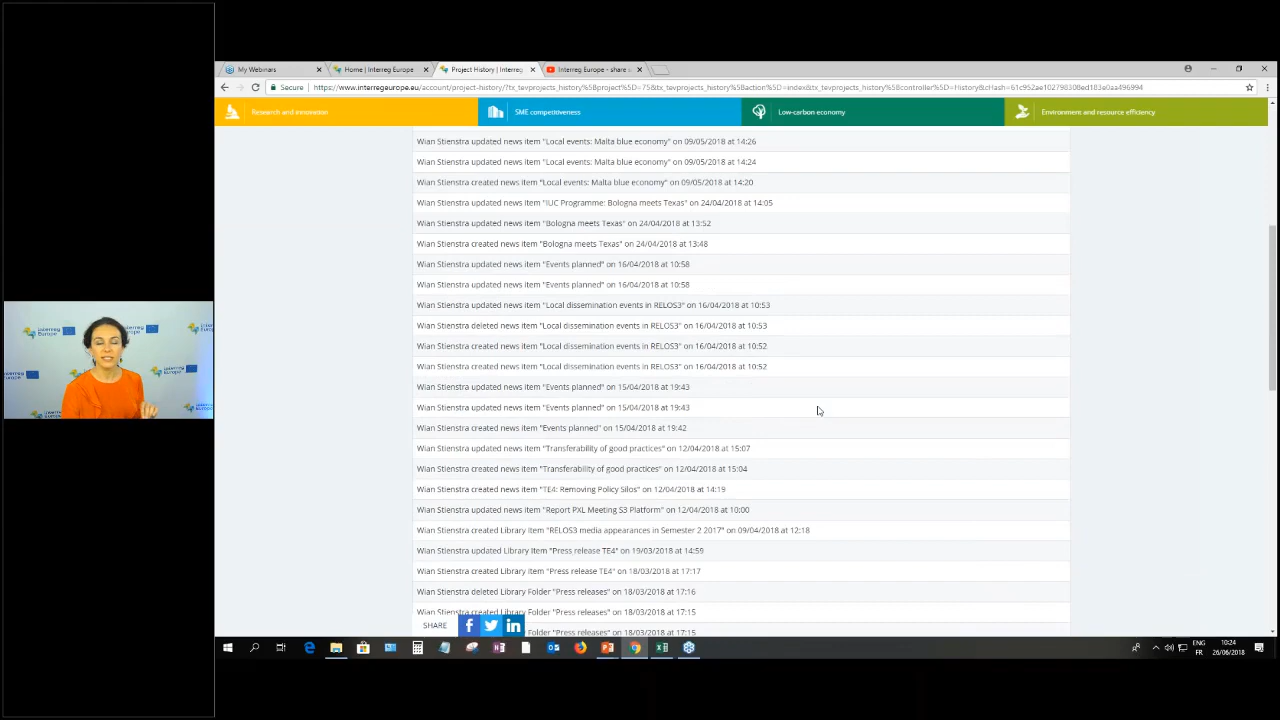 My Webinars
Home | Interreg Europe
Project History | Interreg
Interreg Europe - share
Secure
https://www.interregeurope.eu/account/project-history/?tx_tevprojects_history%5Bproject%5D=75&tx_tevprojects_history%5Baction%5D=index&tx_tevprojects_history%5Bcontroller%5D=History&cHash=61c952ae102798308ed183a0aa496994
Research and innovation
SME competitiveness
Low-carbon economy
Environment and resource efficiency
Wian Stienstra updated news item "Local events: Malta blue economy" on 09/05/2018 at 14:26
Wian Stienstra updated news item "Local events: Malta blue economy" on 09/05/2018 at 14:24
Wian Stienstra created news item "Local events: Malta blue economy" on 09/05/2018 at 14:20
Wian Stienstra updated news item "IUC Programme: Bologna meets Texas" on 24/04/2018 at 14:05
Wian Stienstra updated news item "Bologna meets Texas" on 24/04/2018 at 13:52
Wian Stienstra created news item "Bologna meets Texas" on 24/04/2018 at 13:48
Wian Stienstra updated news item "Events planned" on 16/04/2018 at 10:58
Wian Stienstra updated news item "Events planned" on 16/04/2018 at 10:58
Wian Stienstra updated news item "Local dissemination events in RELOS3" on 16/04/2018 at 10:53
Wian Stienstra deleted news item "Local dissemination events in RELOS3" on 16/04/2018 at 10:53
Wian Stienstra created news item "Local dissemination events in RELOS3" on 16/04/2018 at 10:52
Wian Stienstra created news item "Local dissemination events in RELOS3" on 16/04/2018 at 10:52
Wian Stienstra updated news item "Events planned" on 15/04/2018 at 19:43
Wian Stienstra updated news item "Events planned" on 15/04/2018 at 19:43
Wian Stienstra created news item "Events planned" on 15/04/2018 at 19:42
Wian Stienstra updated news item "Transferability of good practices" on 12/04/2018 at 15:07
Wian Stienstra created news item "Transferability of good practices" on 12/04/2018 at 15:04
Wian Stienstra created news item "TE4: Removing Policy Silos" on 12/04/2018 at 14:19
Wian Stienstra updated news item "Report PXL Meeting S3 Platform" on 12/04/2018 at 10:00
Wian Stienstra created Library Item "RELOS3 media appearances in Semester 2 2017" on 09/04/2018 at 12:18
Wian Stienstra updated Library Item "Press release TE4" on 19/03/2018 at 14:59
Wian Stienstra created Library Item "Press release TE4" on 18/03/2018 at 17:17
Wian Stienstra deleted Library Folder "Press releases" on 18/03/2018 at 17:16
Wian Stienstra created Library Folder "Press releases" on 18/03/2018 at 17:15
Folder "Press releases" on 18/03/2018 at 17:15
SHARE
ENG
FR
10:24
26/06/2018